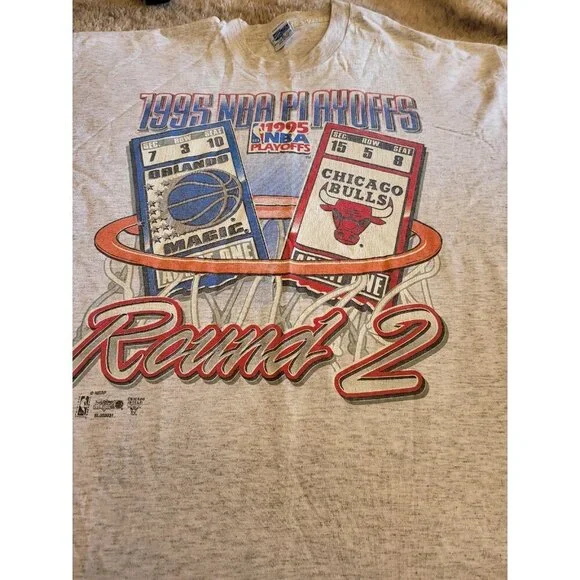 1995 NBA PLAYOFFS
1995
NBA
PLAYOFFS
SEC ROW SEAT
7 3 10
ORLANDO
MAGIC
SEC ROW SEAT
15 5 8
CHICAGO
BULLS
Round 2